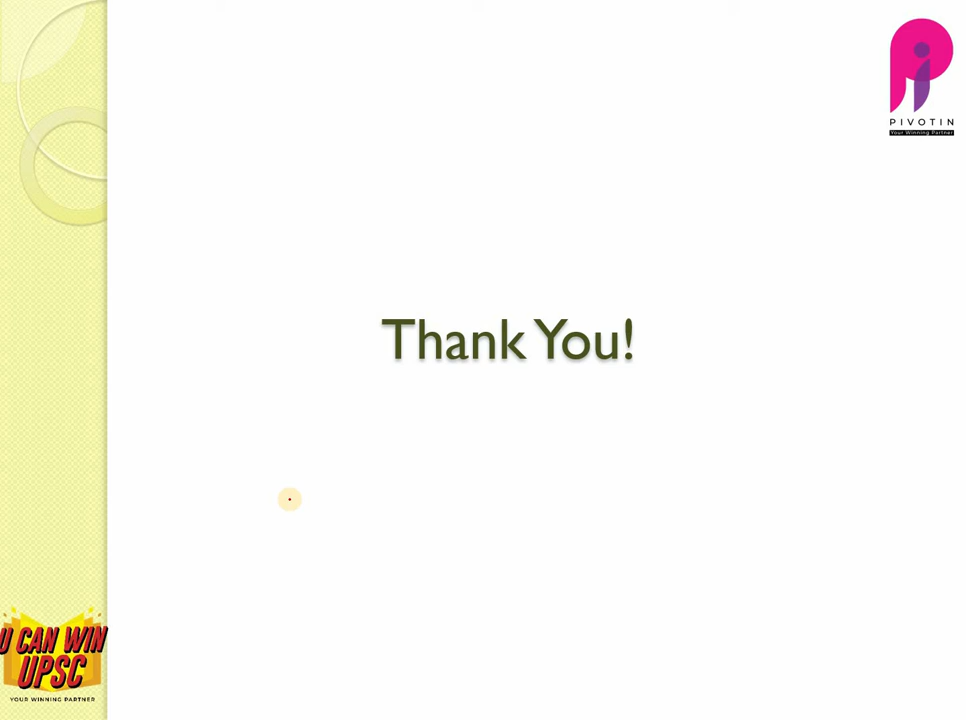 PIVOTIN
Your Winning Partner
Thank You!
U CAN WIN
UPSC
YOUR WINNING PARTNER